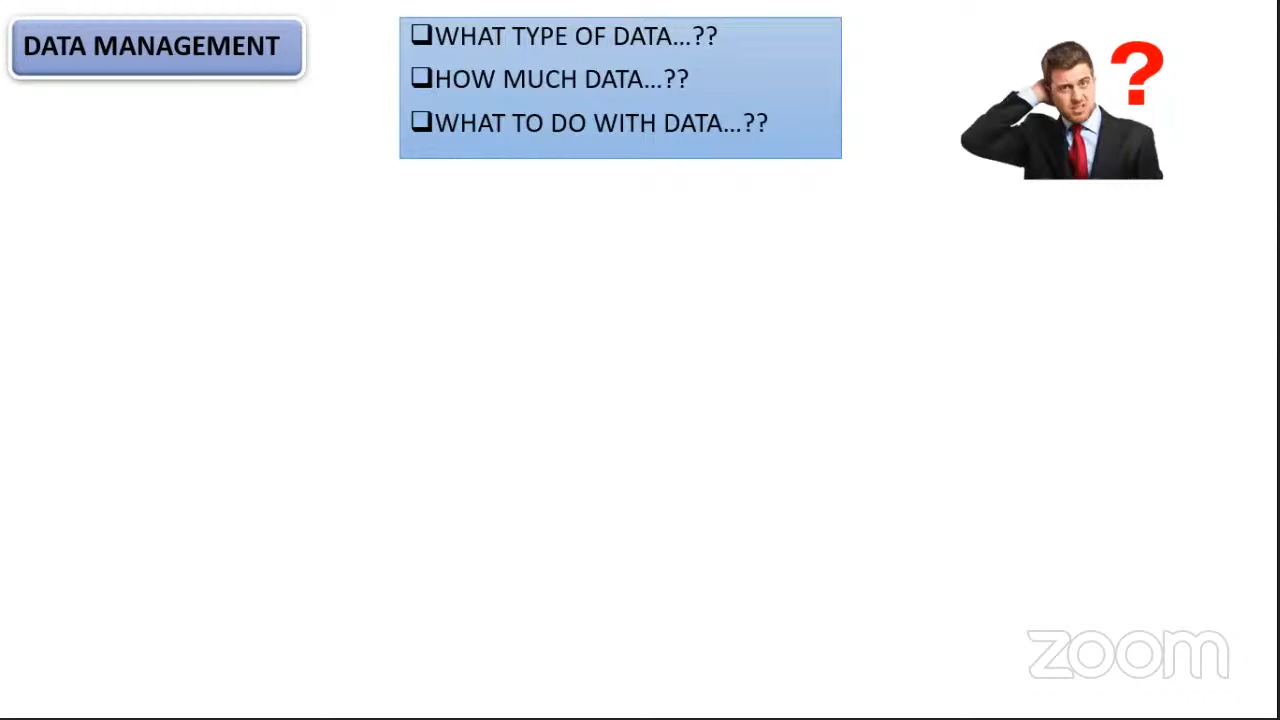 DATA MANAGEMENT
❑WHAT TYPE OF DATA...??
❑HOW MUCH DATA...??
❑WHAT TO DO WITH DATA...??
?
zoom